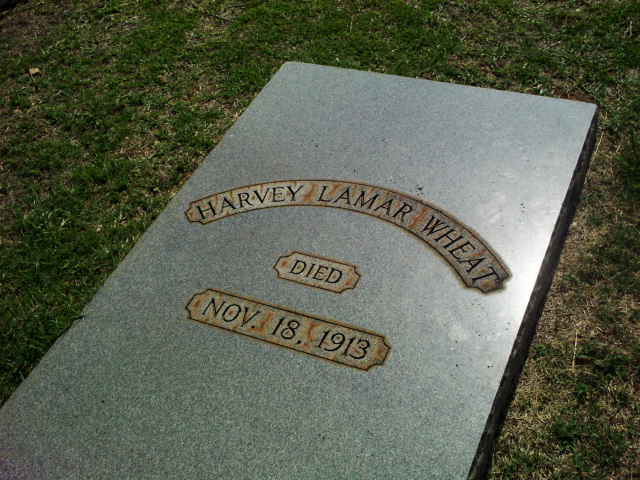 HARVEY LAMAR WHEAT
DIED
NOV. 18, 1913